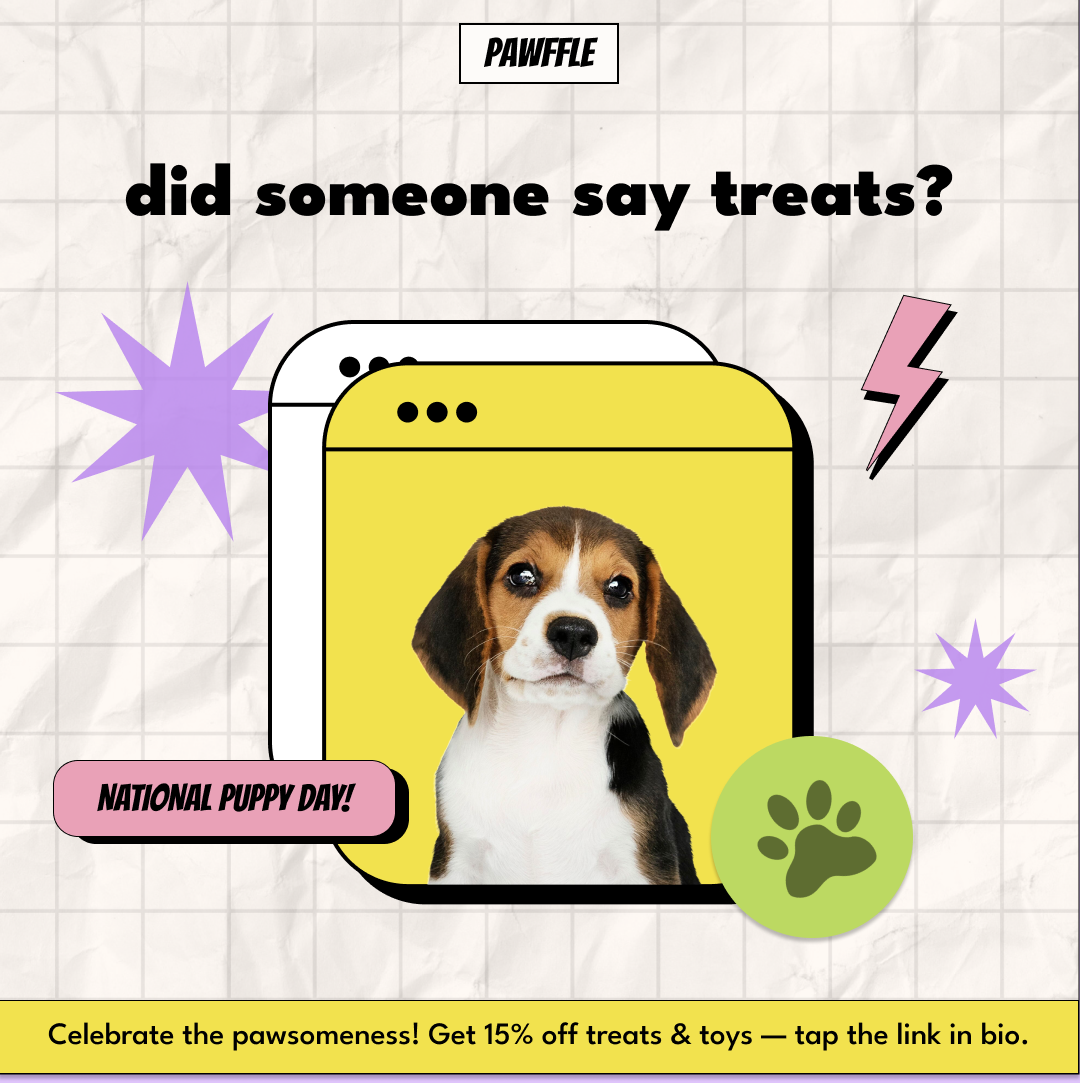 PAWFFLE
did someone say treats?
NATIONAL PUPPY DAY!
Celebrate the pawsomeness! Get 15% off treats & toys — tap the link in bio.